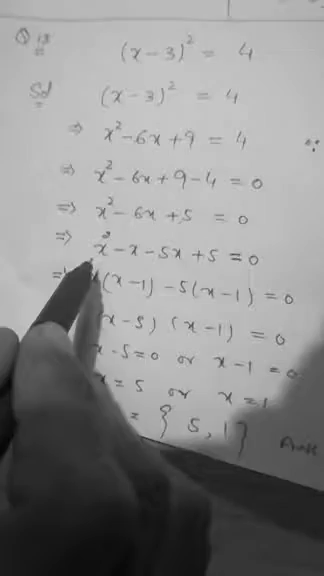 Q 18 (x-3)² = 4
Sol (x-3)² = 4
⇒ x²-6x+9 = 4
⇒ x²-6x+9-4 = 0
⇒ x²-6x+5 = 0
⇒ x²-x-5x+5 = 0
⇒ (x-1)-5(x-1) = 0
x-5) (x-1) = 0
x-5=0 or x-1=0
x=5 or x=1
= {5, 1} Ans